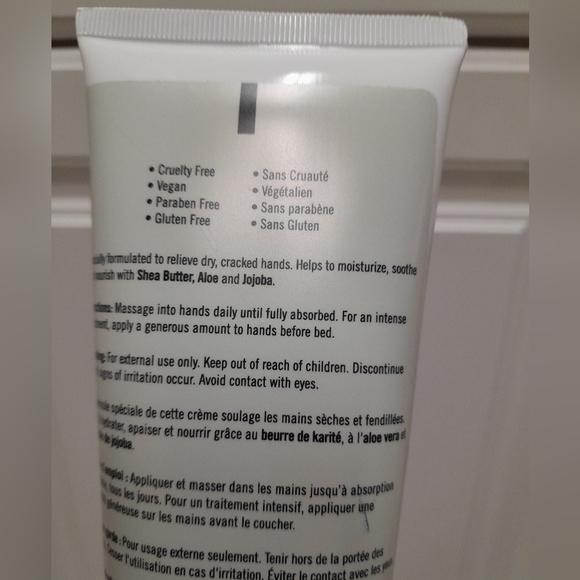 • Cruelty Free
• Vegan
• Paraben Free
• Gluten Free
• Sans Cruauté
• Végétalien
• Sans parabène
• Sans Gluten
formulated to relieve dry, cracked hands. Helps to moisturize, soothe
with Shea Butter, Aloe and Jojoba.
Massage into hands daily until fully absorbed. For an intense
apply a generous amount to hands before bed.
For external use only. Keep out of reach of children. Discontinue
signs of irritation occur. Avoid contact with eyes.
spéciale de cette crème soulage les mains sèches et fendillées.
apaiser et nourrir grâce au beurre de karité, à l'aloe vera et
de jojoba.
Appliquer et masser dans les mains jusqu'à absorption
tous les jours. Pour un traitement intensif, appliquer une
généreuse sur les mains avant le coucher.
Pour usage externe seulement. Tenir hors de la portée des
l'utilisation en cas d'irritation. Éviter le contact avec les